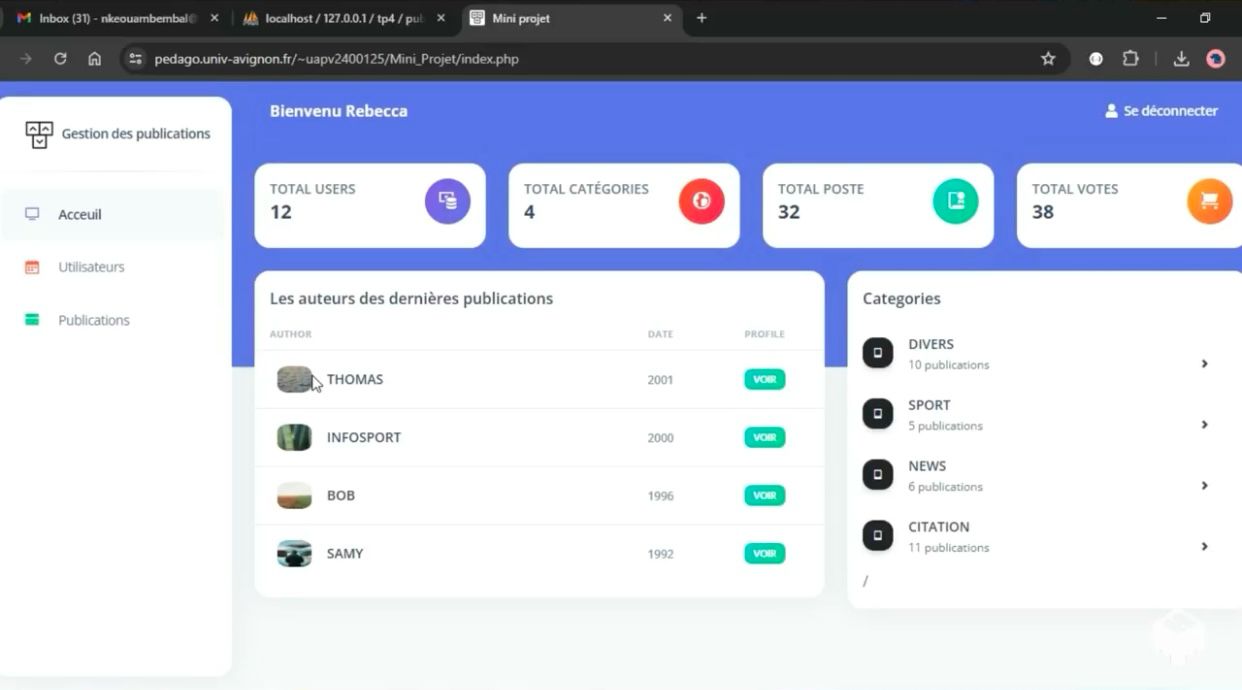 Inbox (31) - nkeouambembal@
localhost / 127.0.0.1 / tp4 / pul
Mini projet
pedago.univ-avignon.fr/~uapv2400125/Mini_Projet/index.php
Gestion des publications
Bienvenu Rebecca
Se déconnecter
Acceuil
Utilisateurs
Publications
TOTAL USERS
12
TOTAL CATÉGORIES
4
TOTAL POSTE
32
TOTAL VOTES
38
Les auteurs des dernières publications
AUTHOR DATE PROFILE
THOMAS 2001 VOIR
INFOSPORT 2000 VOIR
BOB 1996 VOIR
SAMY 1992 VOIR
Categories
DIVERS
10 publications
SPORT
5 publications
NEWS
6 publications
CITATION
11 publications
/